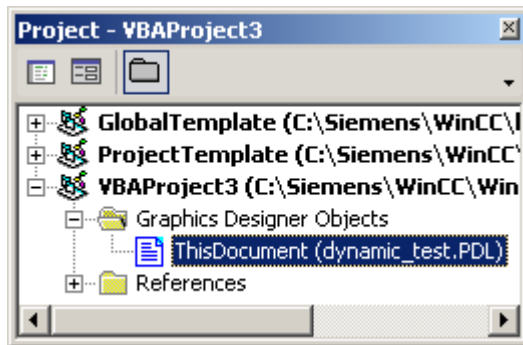 Project - VBAProject3
GlobalTemplate (C:\Siemens\WinCC\
ProjectTemplate (C:\Siemens\WinCC\
VBAProject3 (C:\Siemens\WinCC\Win
Graphics Designer Objects
ThisDocument (dynamic_test.PDL)
References